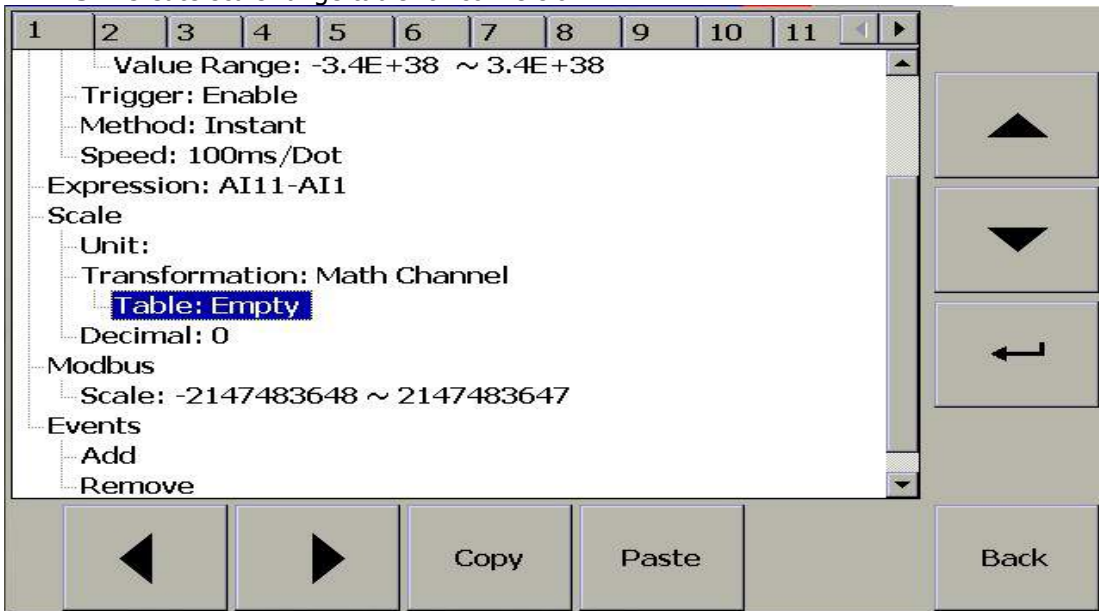 1 2 3 4 5 6 7 8 9 10 11
Value Range: -3.4E+38 ~ 3.4E+38
Trigger: Enable
Method: Instant
Speed: 100ms/Dot
Expression: AI11-AI1
Scale
Unit:
Transformation: Math Channel
Table: Empty
Decimal: 0
Modbus
Scale: -2147483648 ~ 2147483647
Events
Add
Remove
Copy Paste Back